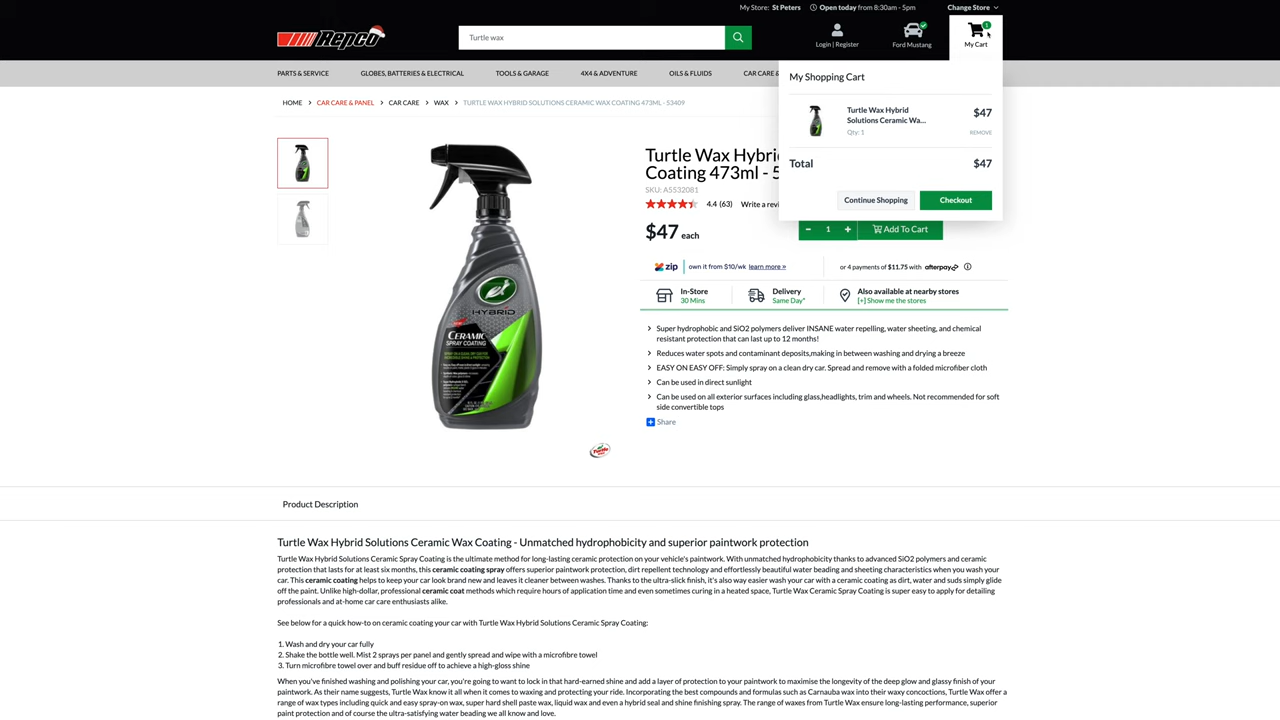 My Store: St Peters Open today from 8:30am - 5pm Change Store
Repco
Turtle wax
Login | Register
Ford Mustang
1
My Cart
PARTS & SERVICE GLOBES, BATTERIES & ELECTRICAL TOOLS & GARAGE 4X4 & ADVENTURE OILS & FLUIDS CAR CARE &
My Shopping Cart
Turtle Wax Hybrid
Solutions Ceramic Wa...
$47
Qty: 1
REMOVE
Total $47
Continue Shopping Checkout
HOME > CAR CARE & PANEL > CAR CARE > WAX > TURTLE WAX HYBRID SOLUTIONS CERAMIC WAX COATING 473ML - 53409
Turtle Wax Hybri
Coating 473ml - 5
SKU: A5532081
4.4 (63) Write a revi
$47 each
- 1 + Add To Cart
zip own it from $10/wk learn more »
or 4 payments of $11.75 with afterpay
In-Store
30 Mins
Delivery
Same Day*
Also available at nearby stores
[+] Show me the stores
Super hydrophobic and SiO2 polymers deliver INSANE water repelling, water sheeting, and chemical
resistant protection that can last up to 12 months!
Reduces water spots and contaminant deposits,making in between washing and drying a breeze
EASY ON EASY OFF: Simply spray on a clean dry car. Spread and remove with a folded microfiber cloth
Can be used in direct sunlight
Can be used on all exterior surfaces including glass,headlights, trim and wheels. Not recommended for soft
side convertible tops
Share
HYBRID
CERAMIC
SPRAY COATING
Turtle Wax
Product Description
Turtle Wax Hybrid Solutions Ceramic Wax Coating - Unmatched hydrophobicity and superior paintwork protection
Turtle Wax Hybrid Solutions Ceramic Spray Coating is the ultimate method for long-lasting ceramic protection on your vehicle's paintwork. With unmatched hydrophobicity thanks to advanced SiO2 polymers and ceramic
protection that lasts for at least six months, this ceramic coating spray offers superior paintwork protection, dirt repellent technology and effortlessly beautiful water beading and sheeting characteristics when you wash your
car. This ceramic coating helps to keep your car look brand new and leaves it cleaner between washes. Thanks to the ultra-slick finish, it's also way easier wash your car with a ceramic coating as dirt, water and suds simply glide
off the paint. Unlike high-dollar, professional ceramic coat methods which require hours of application time and even sometimes curing in a heated space, Turtle Wax Ceramic Spray Coating is super easy to apply for detailing
professionals and at-home car care enthusiasts alike.
See below for a quick how-to on ceramic coating your car with Turtle Wax Hybrid Solutions Ceramic Spray Coating:
1. Wash and dry your car fully
2. Shake the bottle well. Mist 2 sprays per panel and gently spread and wipe with a microfibre towel
3. Turn microfibre towel over and buff residue off to achieve a high-gloss shine
When you've finished washing and polishing your car, you're going to want to lock in that hard-earned shine and add a layer of protection to your paintwork to maximise the longevity of the deep glow and glassy finish of your
paintwork. As their name suggests, Turtle Wax know it all when it comes to waxing and protecting your ride. Incorporating the best compounds and formulas such as Carnauba wax into their waxy concoctions, Turtle Wax offer a
range of wax types including quick and easy spray-on wax, super hard shell paste wax, liquid wax and even a hybrid seal and shine finishing spray. The range of waxes from Turtle Wax ensure long-lasting performance, superior
paint protection and of course the ultra-satisfying water beading we all know and love.